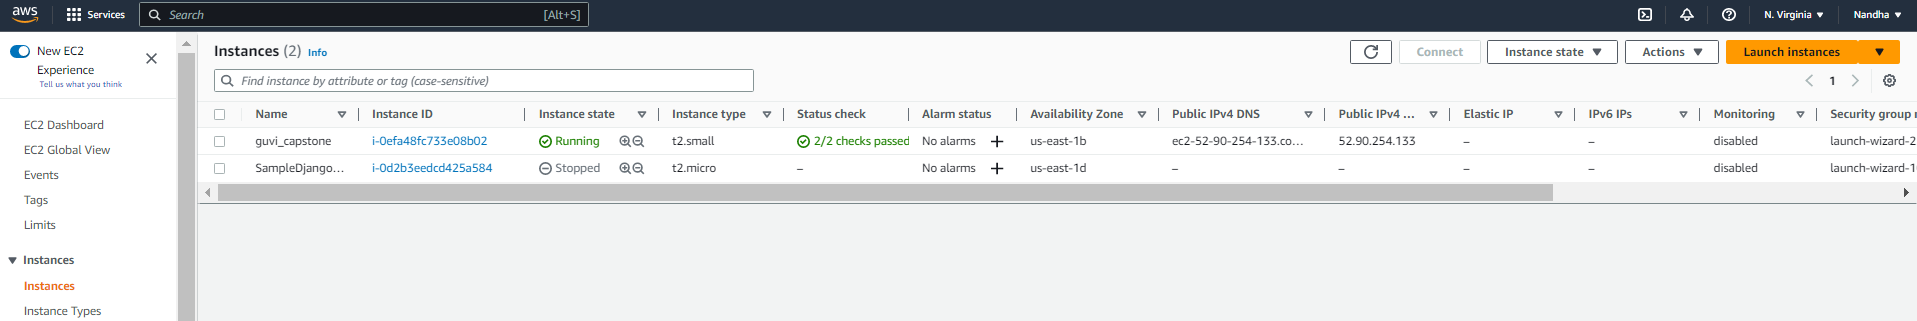 aws Services Search [Alt+S] N. Virginia Nandha
New EC2
Experience
Tell us what you think
EC2 Dashboard
EC2 Global View
Events
Tags
Limits
Instances
Instances
Instance Types
Instances (2) Info Connect Instance state Actions Launch instances
Find instance by attribute or tag (case-sensitive) 1
Name Instance ID Instance state Instance type Status check Alarm status Availability Zone Public IPv4 DNS Public IPv4 ... Elastic IP IPv6 IPs Monitoring Security group
guvi_capstone i-0efa48fc733e08b02 Running t2.small 2/2 checks passed No alarms + us-east-1b ec2-52-90-254-133.co... 52.90.254.133 – – disabled launch-wizard-2
SampleDjango... i-0d2b3eedcd425a584 Stopped t2.micro – No alarms + us-east-1d – – – – disabled launch-wizard-1